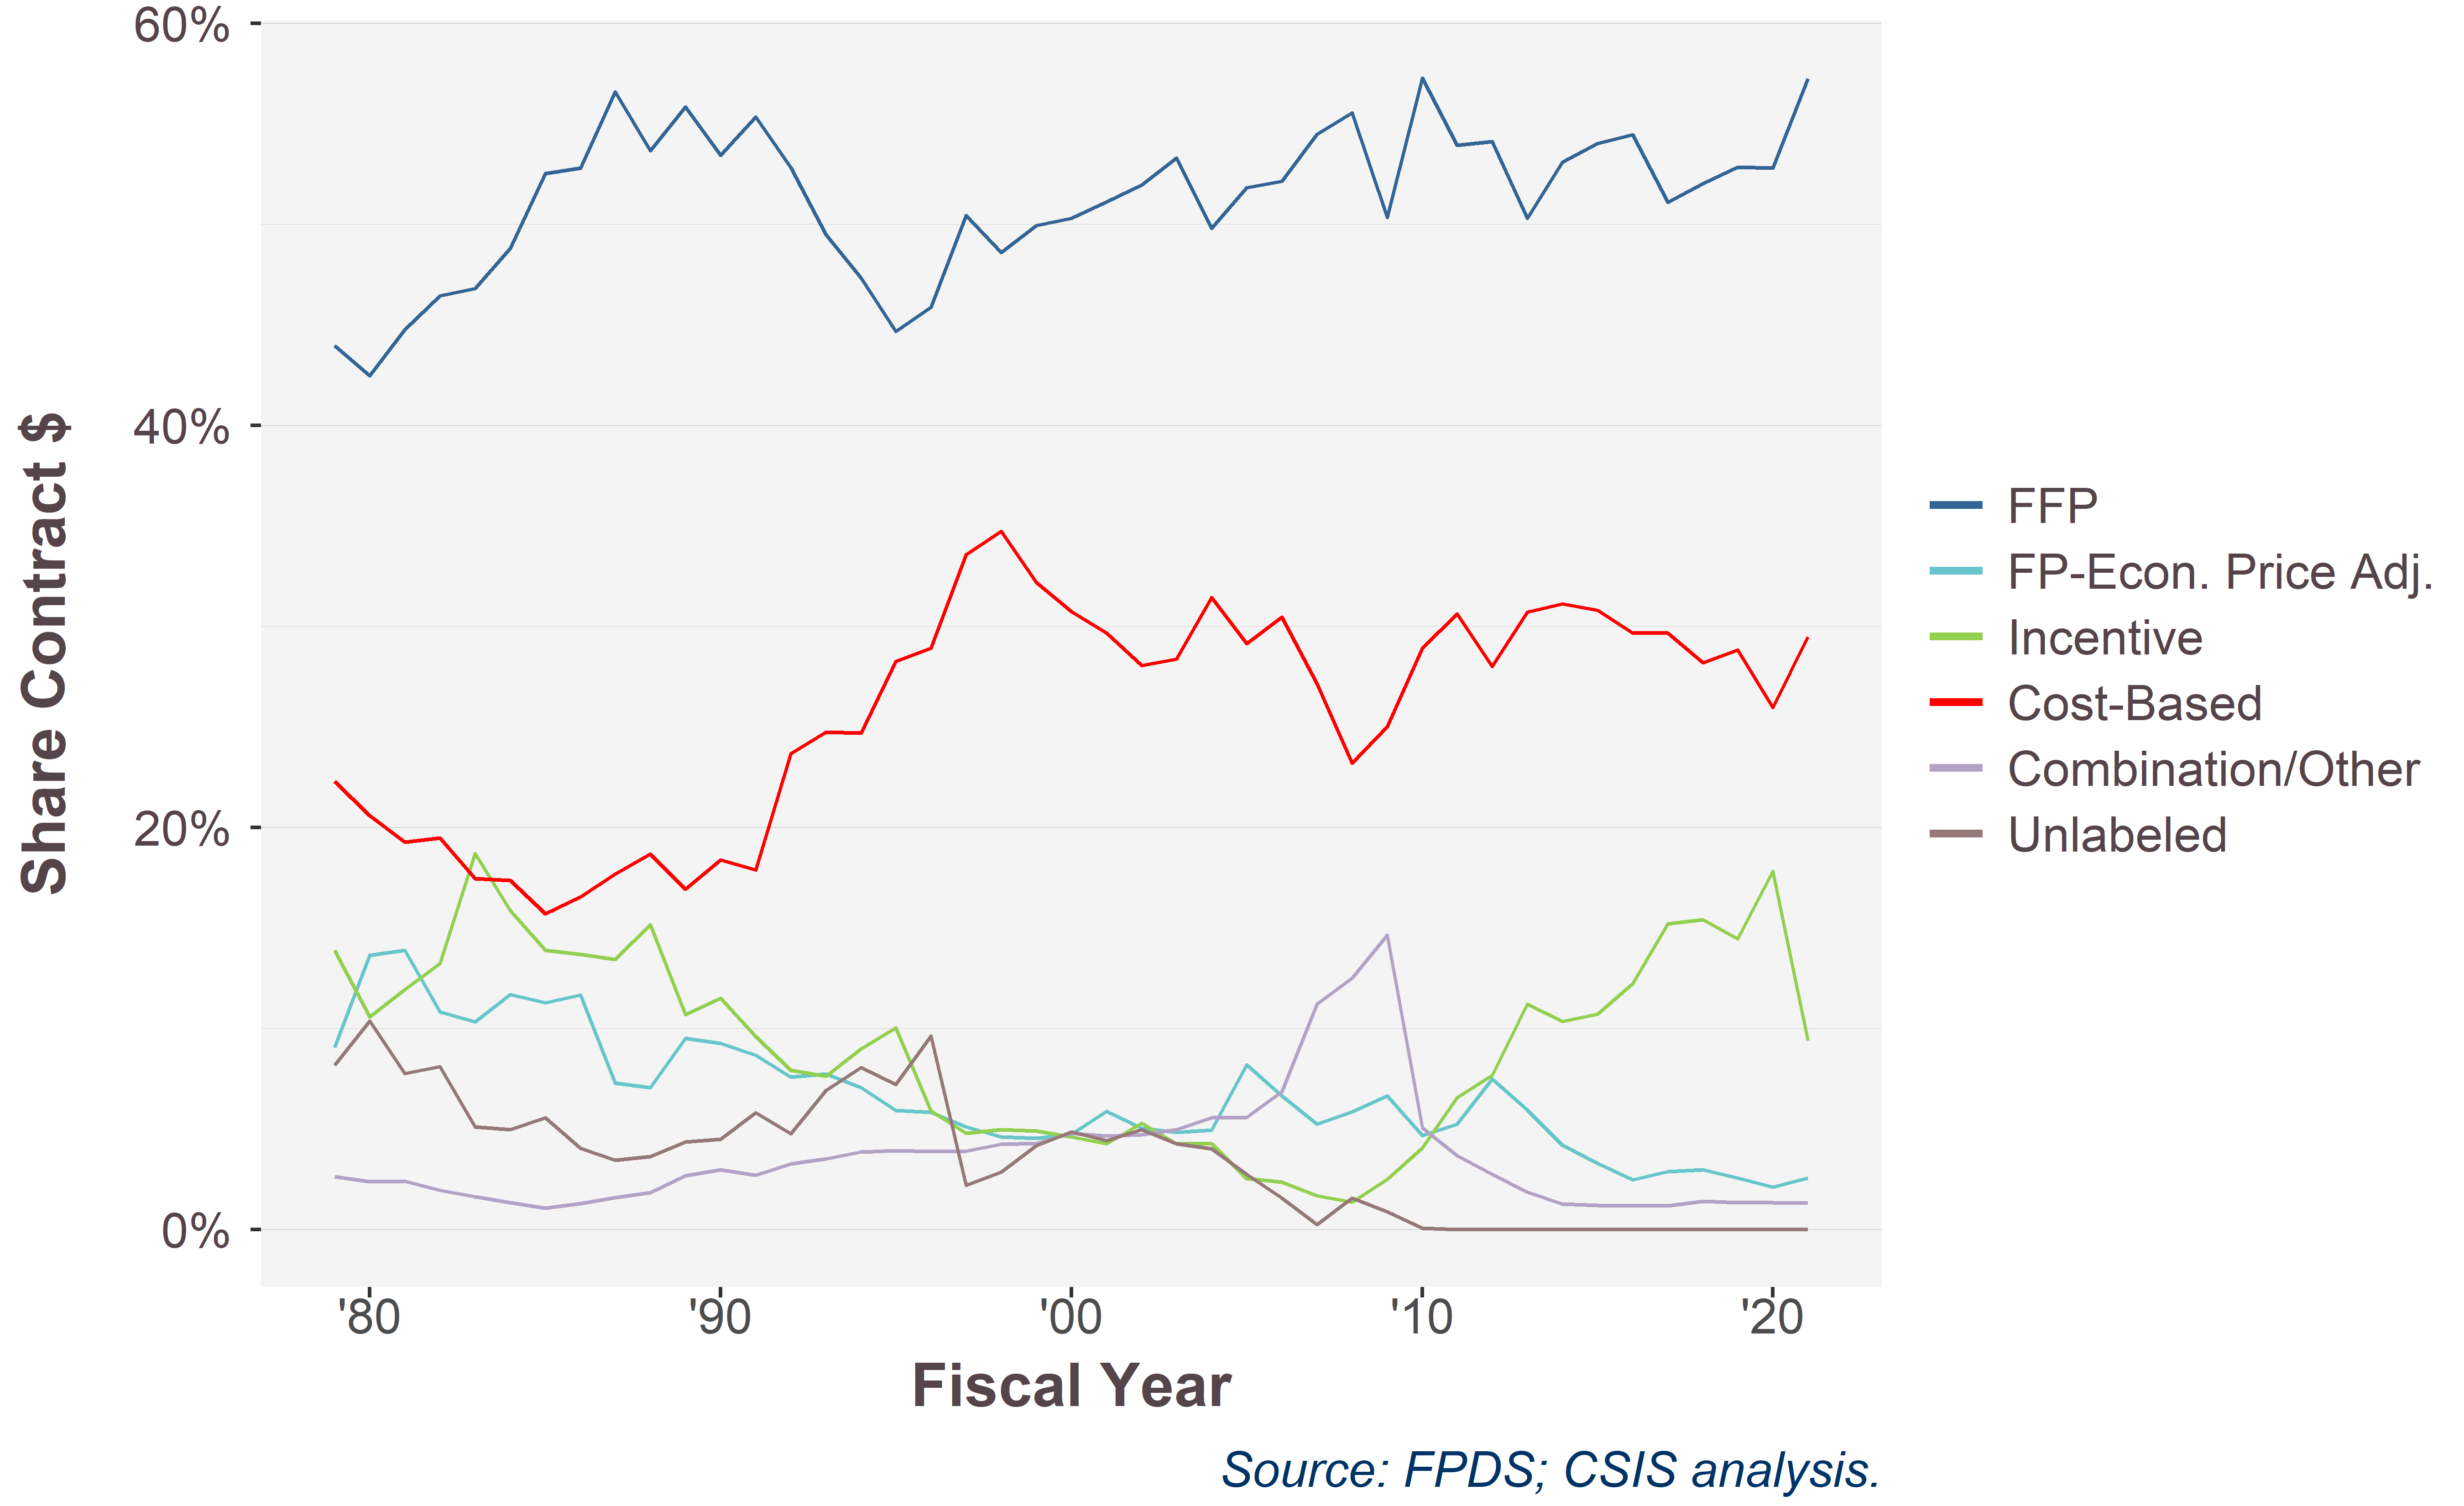 Share Contract $
60%
40%
20%
0%
'80
'90
'00
'10
'20
Fiscal Year
FFP
FP-Econ. Price Adj.
Incentive
Cost-Based
Combination/Other
Unlabeled
Source: FPDS; CSIS analysis.